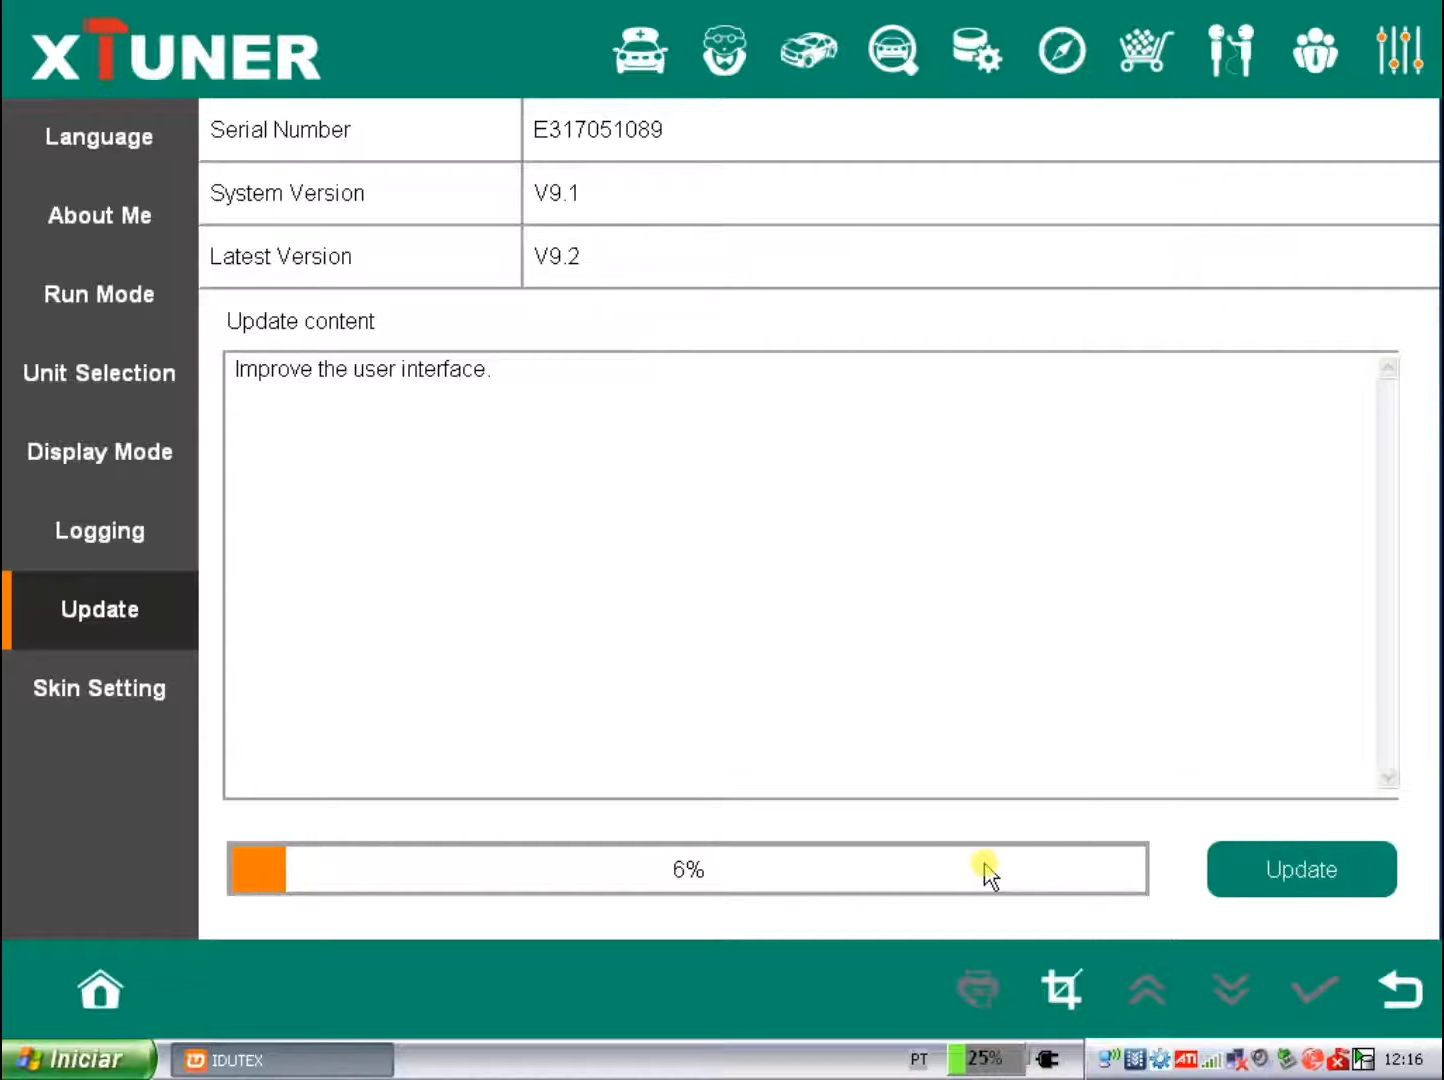 XTUNER
Language
About Me
Run Mode
Unit Selection
Display Mode
Logging
Update
Skin Setting
Serial Number E317051089
System Version V9.1
Latest Version V9.2
Update content
Improve the user interface.
6%
Update
Iniciar
IDUTEX
PT
25%
ATI
12:16